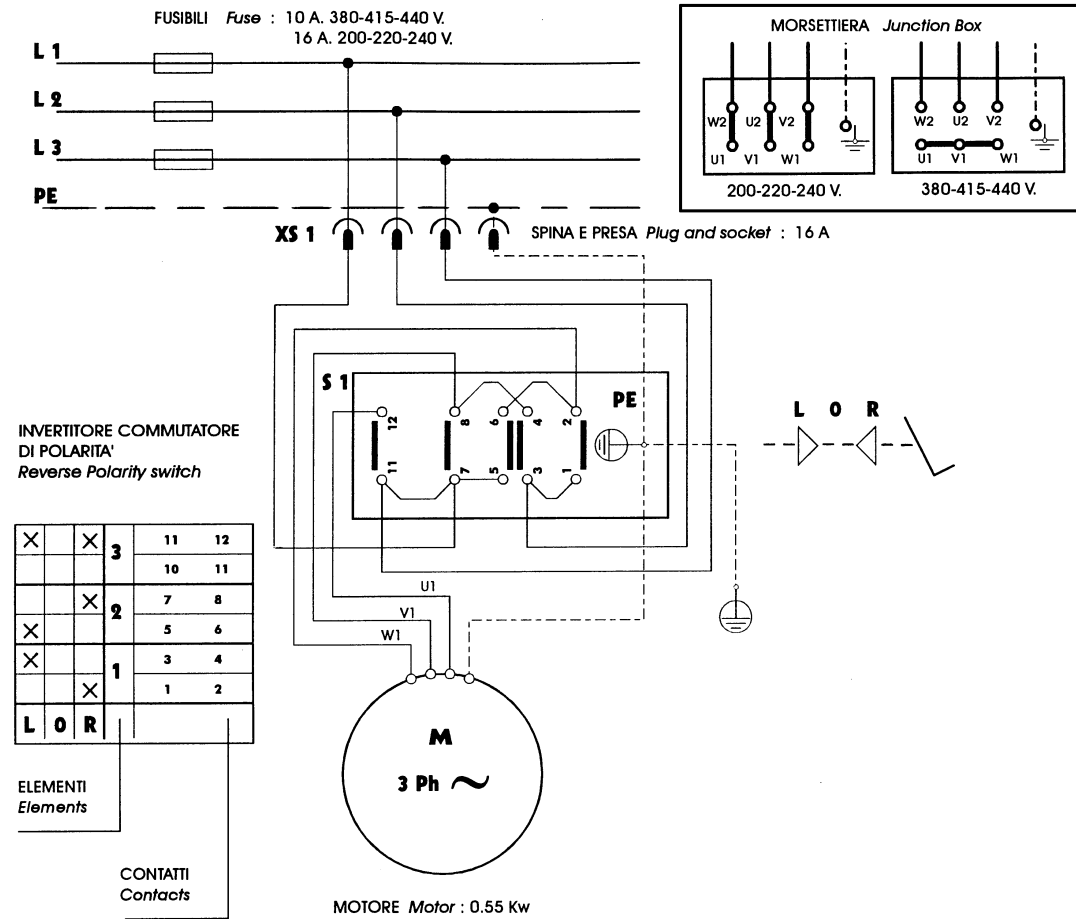 FUSIBILI Fuse : 10 A. 380-415-440 V.
16 A. 200-220-240 V.
L 1
L 2
L 3
PE
MORSETTIERA Junction Box
W2 U2 V2
U1 V1 W1
200-220-240 V.
W2 U2 V2
U1 V1 W1
380-415-440 V.
XS 1
SPINA E PRESA Plug and socket : 16 A
S 1
PE
12 8 6 4 2
11 7 5 3 1
L O R
INVERTITORE COMMUTATORE
DI POLARITA'
Reverse Polarity switch
X X 3 11 12
10 11
X 2 7 8
X 5 6
X 1 3 4
X 1 2
L O R
ELEMENTI
Elements
CONTATTI
Contacts
U1
V1
W1
M
3 Ph ~
MOTORE Motor : 0.55 Kw